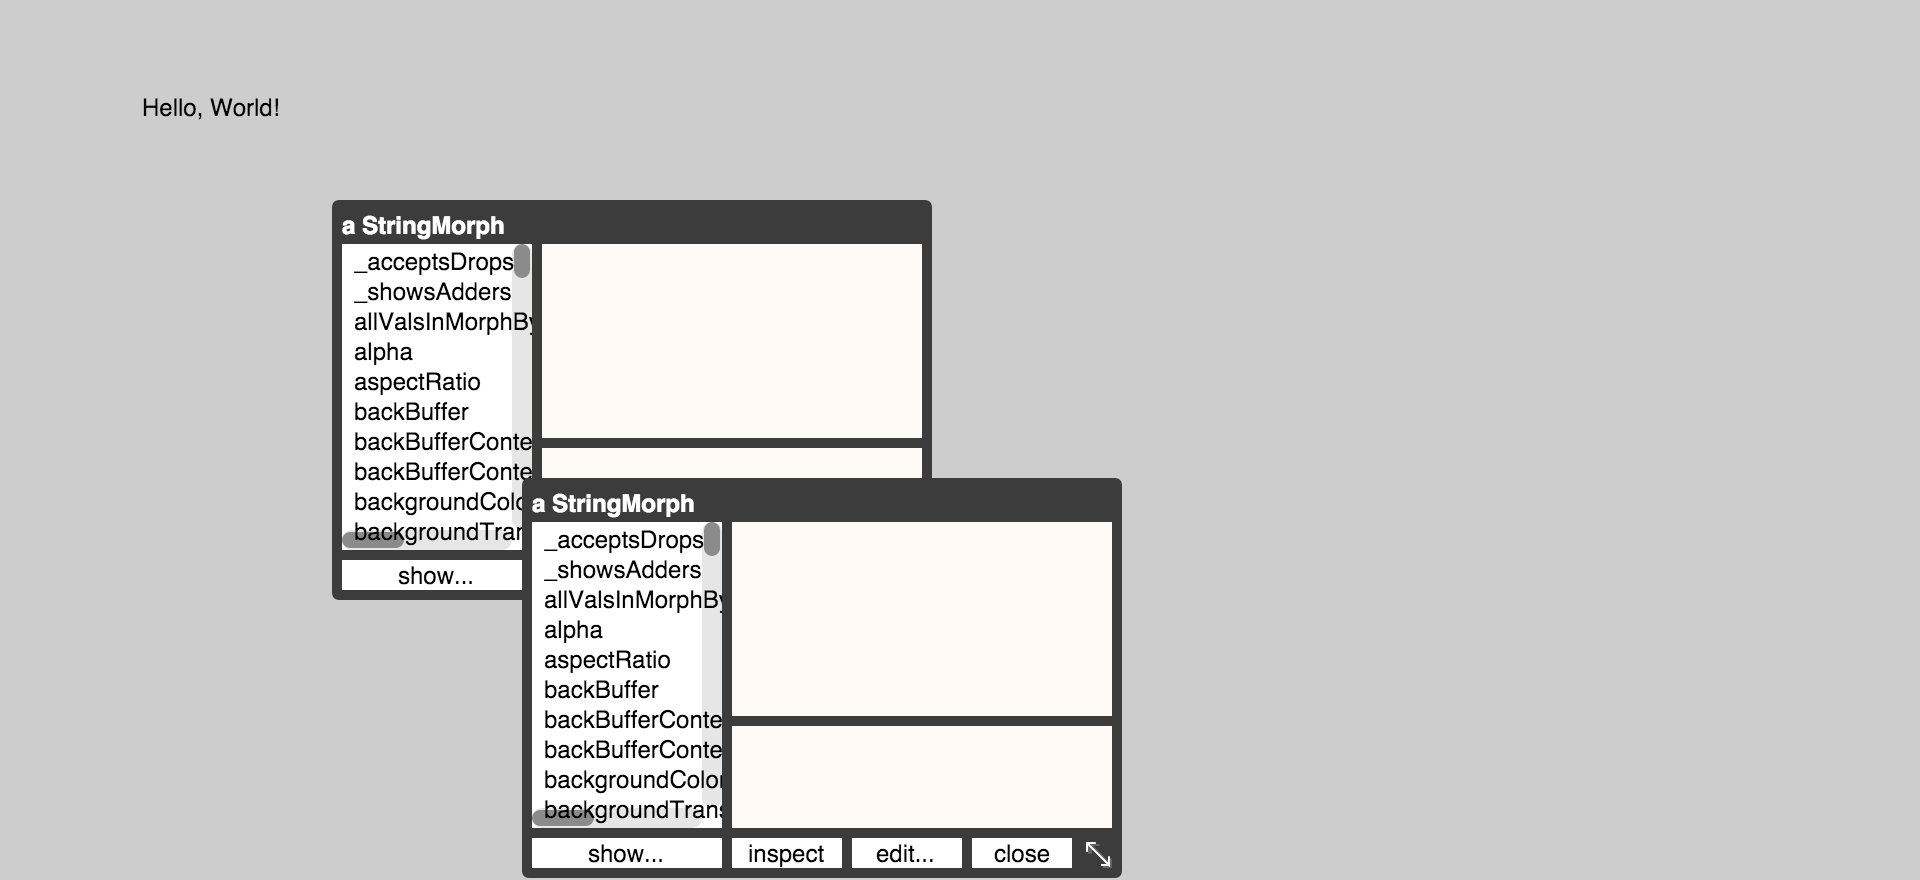 Hello, World!
a StringMorph
_acceptsDrops
_showsAdders
allValsInMorphBy
alpha
aspectRatio
backBuffer
backBufferConte
backBufferConte
backgroundColo
backgroundTran
show...
a StringMorph
_acceptsDrops
_showsAdders
allValsInMorphBy
alpha
aspectRatio
backBuffer
backBufferConte
backBufferConte
backgroundColor
backgroundTrans
show... inspect edit... close